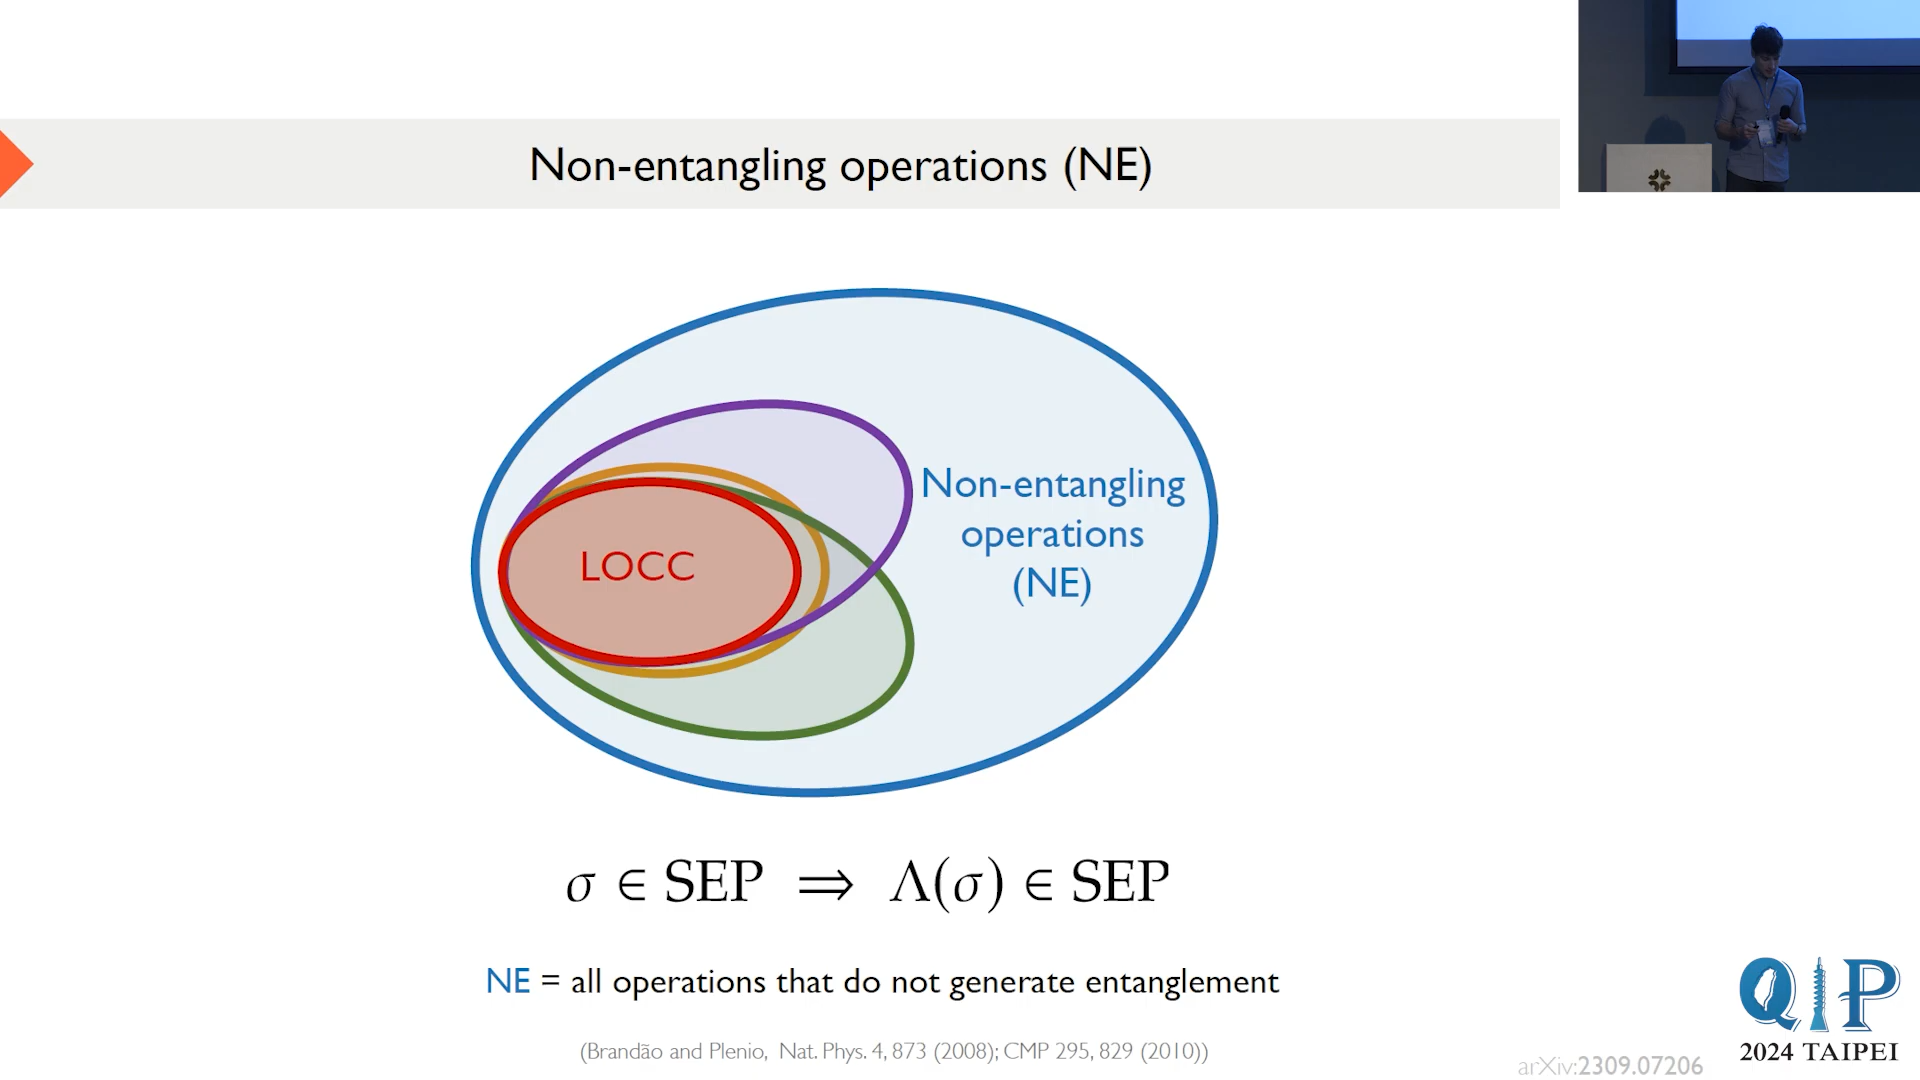 Non-entangling operations (NE)
LOCC
Non-entangling
operations
(NE)
σ ∈ SEP ⇒ Λ(σ) ∈ SEP
NE = all operations that do not generate entanglement
(Brandão and Plenio, Nat. Phys. 4, 873 (2008); CMP 295, 829 (2010))
arXiv:2309.07206
QIP
2024 TAIPEI